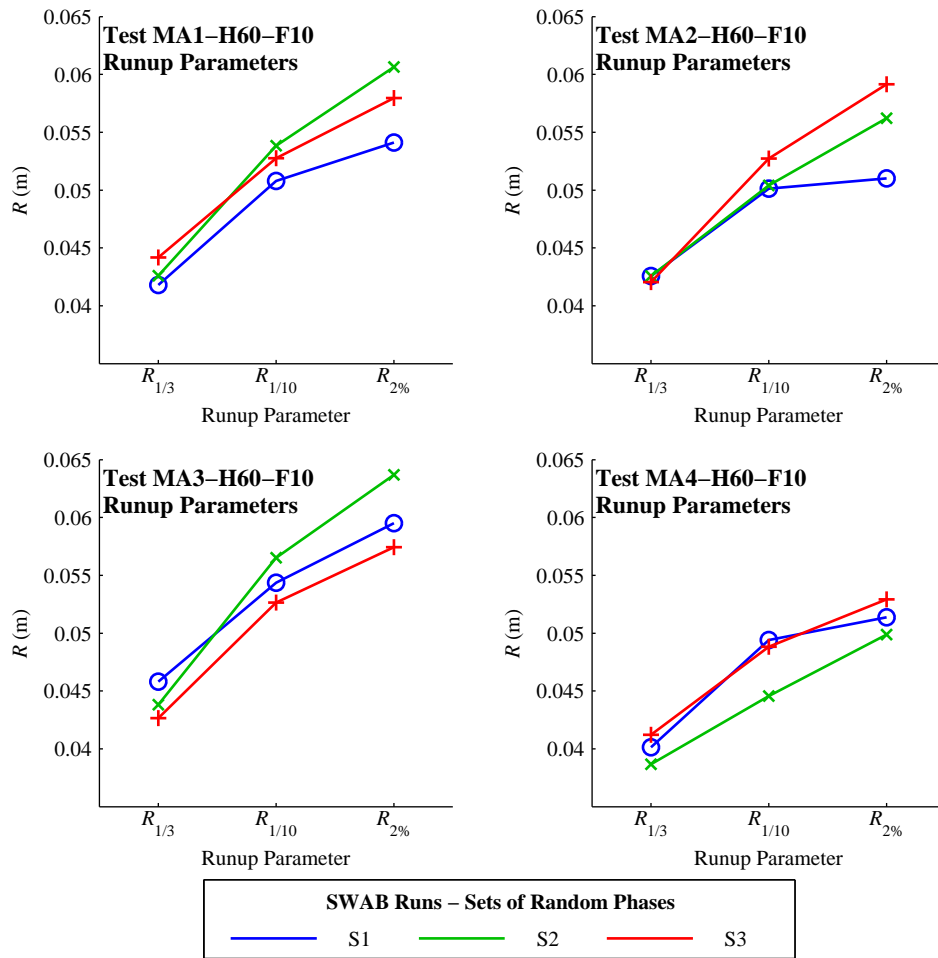 Test MA1–H60–F10
Runup Parameters
0.065
0.06
0.055
0.05
0.045
0.04
R (m)
R1/3
R1/10
R2%
Runup Parameter
Test MA2–H60–F10
Runup Parameters
0.065
0.06
0.055
0.05
0.045
0.04
R (m)
R1/3
R1/10
R2%
Runup Parameter
Test MA3–H60–F10
Runup Parameters
0.065
0.06
0.055
0.05
0.045
0.04
R (m)
R1/3
R1/10
R2%
Runup Parameter
Test MA4–H60–F10
Runup Parameters
0.065
0.06
0.055
0.05
0.045
0.04
R (m)
R1/3
R1/10
R2%
Runup Parameter
SWAB Runs – Sets of Random Phases
S1 S2 S3